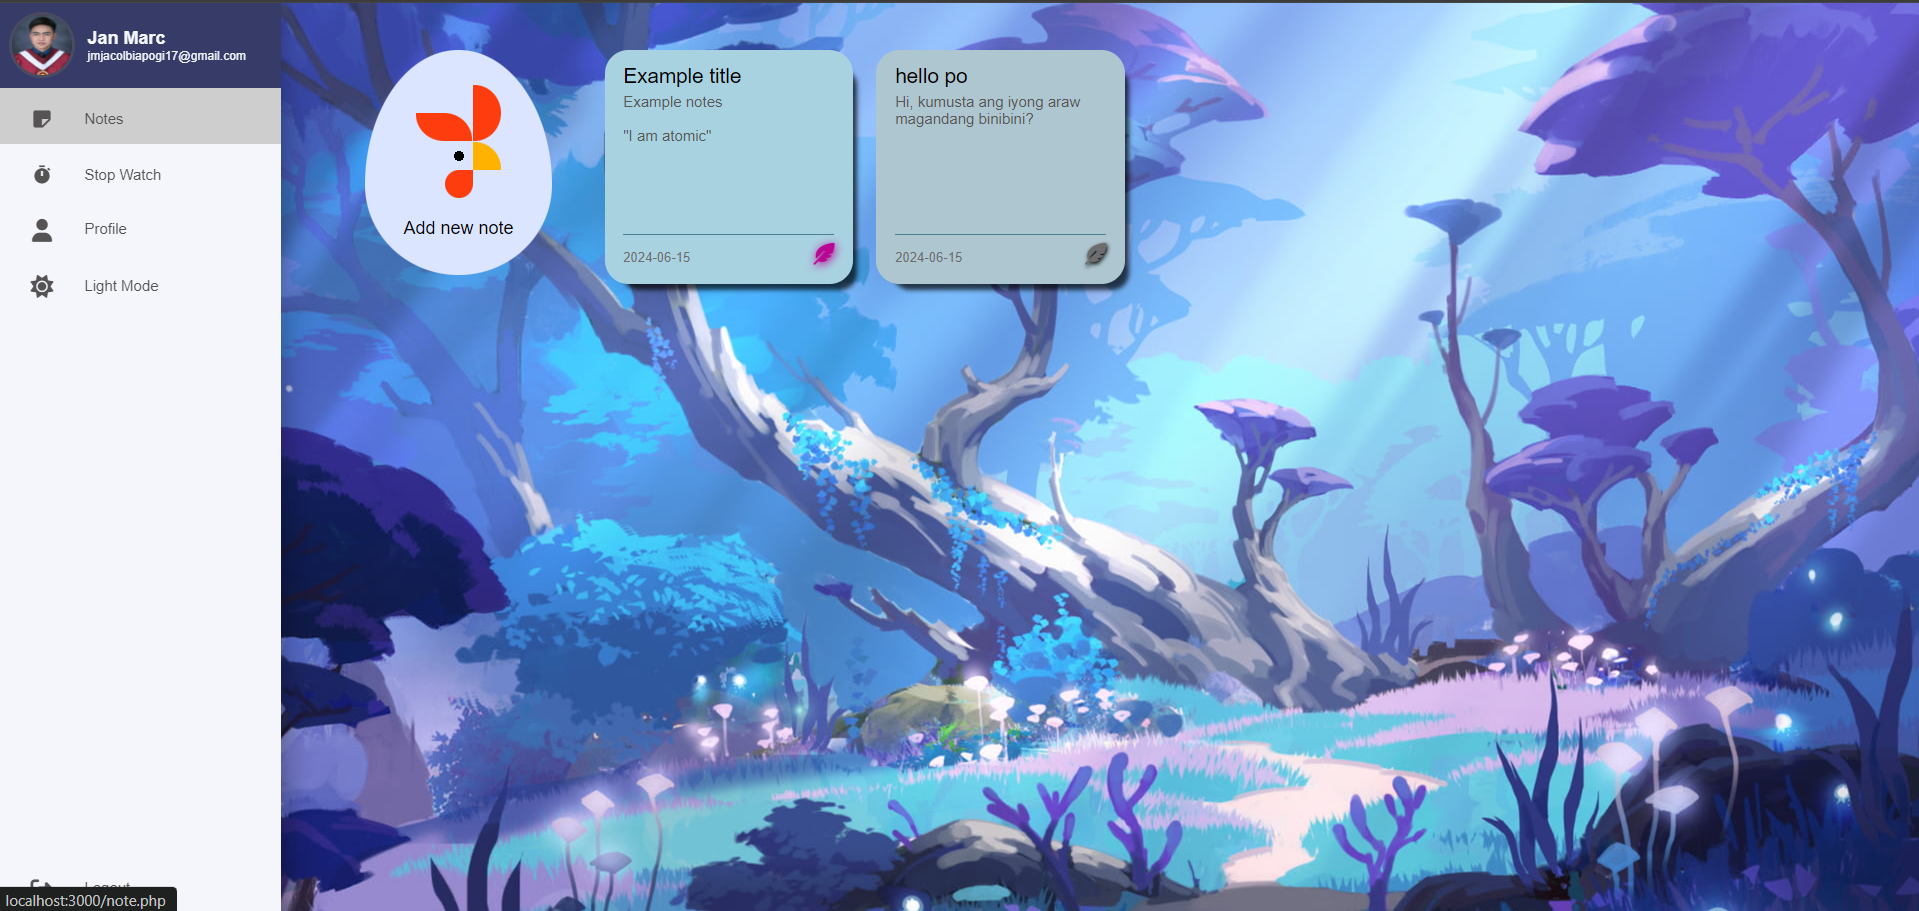 Jan Marc
jmjacolbiapogi17@gmail.com
Notes
Stop Watch
Profile
Light Mode
Logout
localhost:3000/note.php
Add new note
Example title
Example notes
"I am atomic"
2024-06-15
hello po
Hi, kumusta ang iyong araw
magandang binibini?
2024-06-15